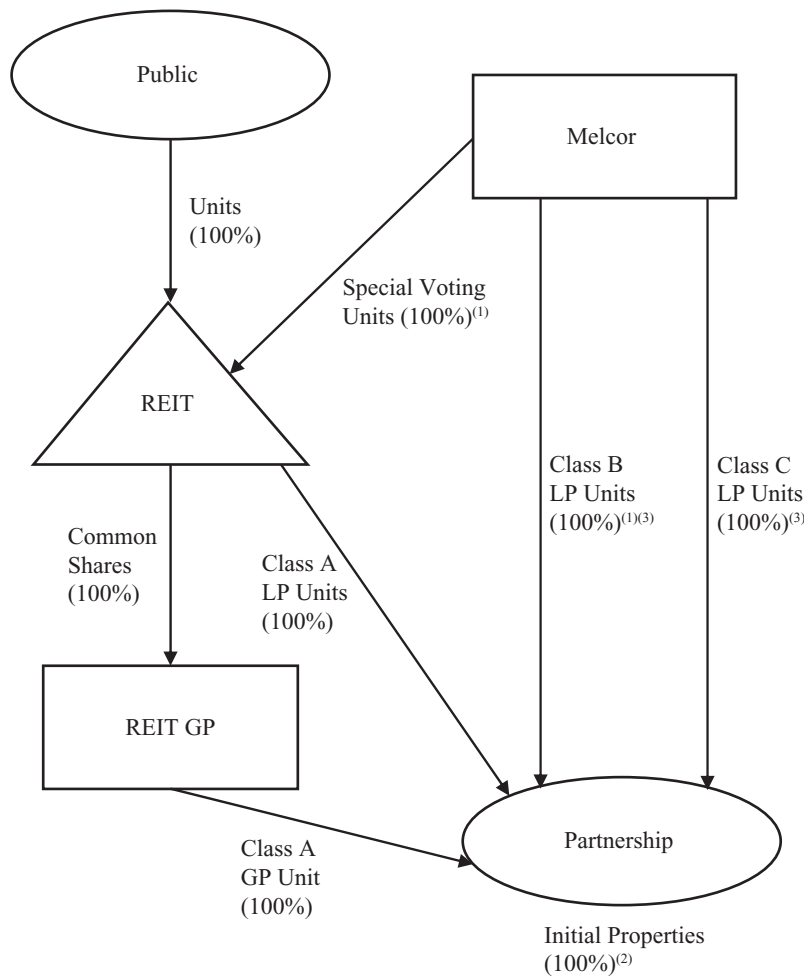 Public
Melcor
Units
(100%)
Special Voting
Units (100%)(1)
REIT
Class B
LP Units
(100%)(1)(3)
Class C
LP Units
(100%)(3)
Common
Shares
(100%)
Class A
LP Units
(100%)
REIT GP
Partnership
Class A
GP Unit
(100%)
Initial Properties
(100%)(2)